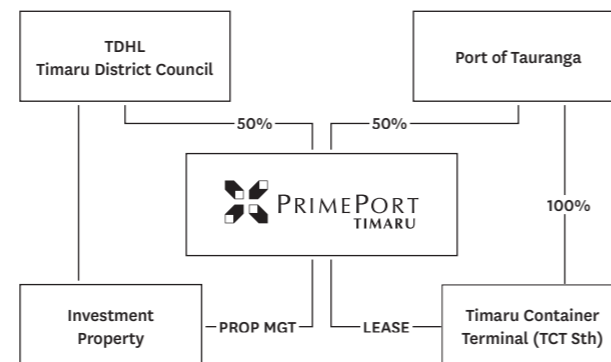 TDHL
Timaru District Council
Port of Tauranga
50%
50%
PRIMEPORT
TIMARU
100%
Investment
Property
PROP MGT
LEASE
Timaru Container
Terminal (TCT Sth)